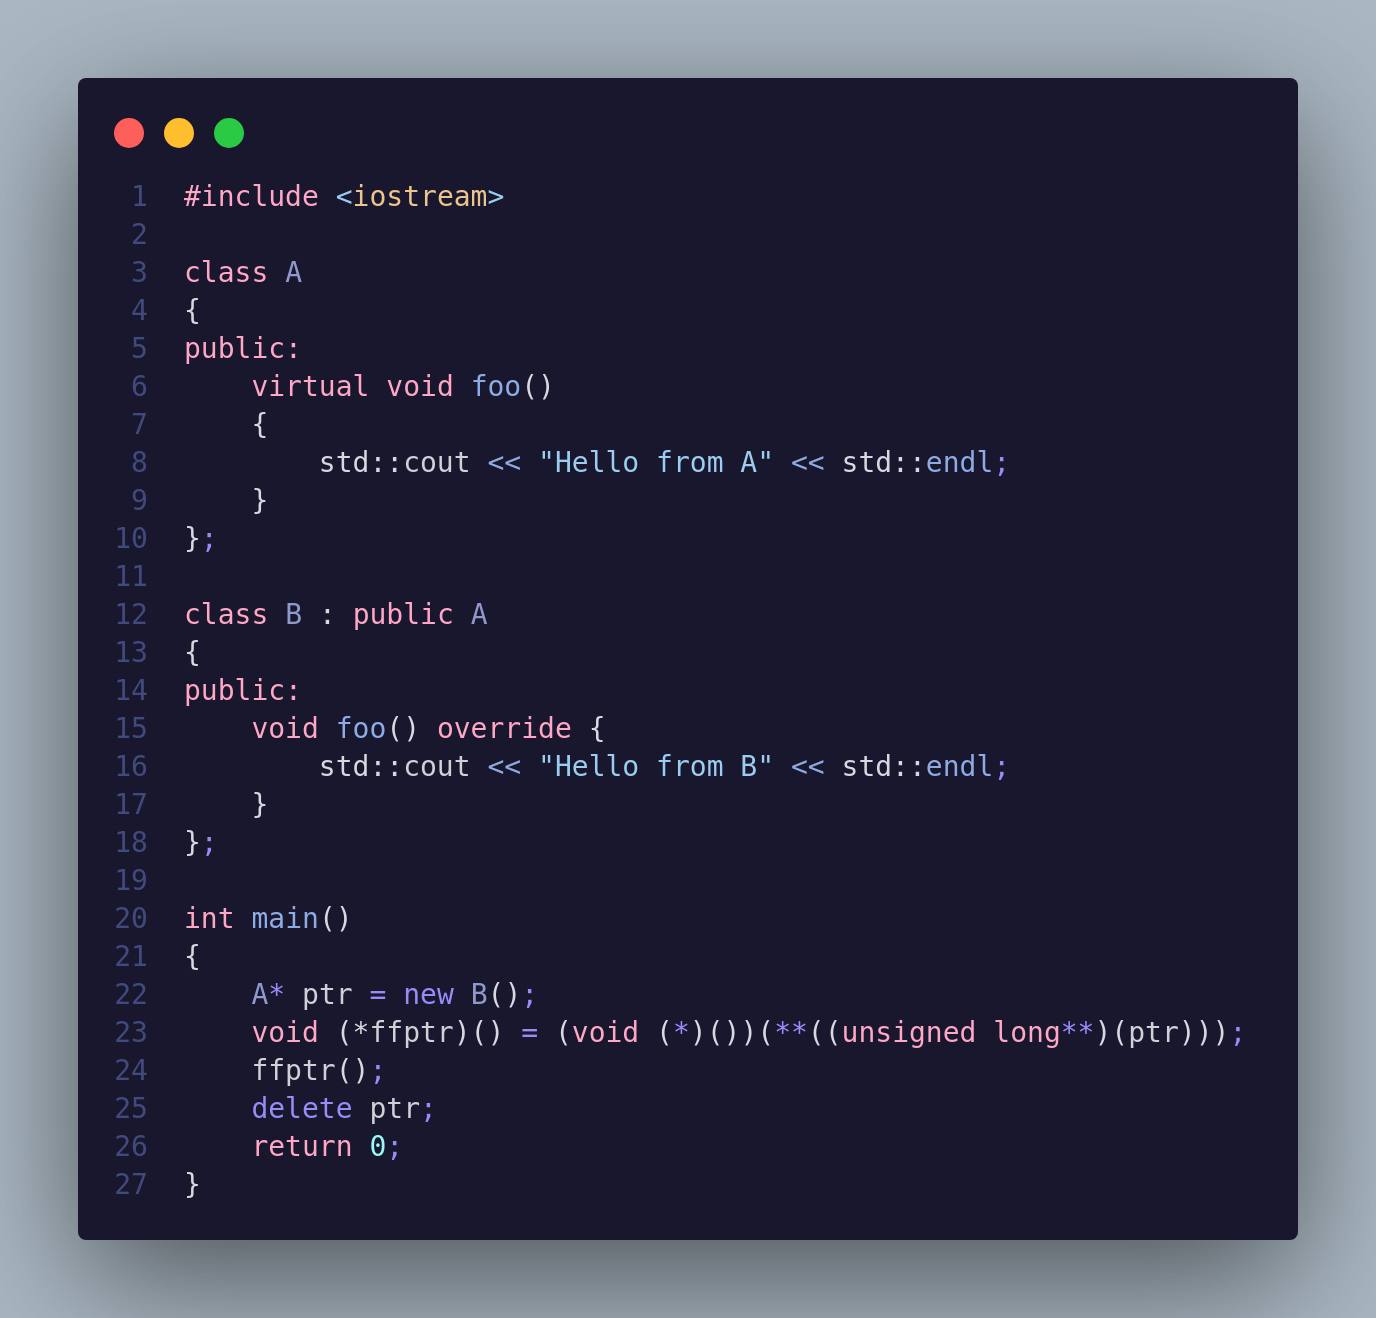 1 #include <iostream>
2
3 class A
4 {
5 public:
6     virtual void foo()
7     {
8         std::cout << "Hello from A" << std::endl;
9     }
10 };
11
12 class B : public A
13 {
14 public:
15     void foo() override {
16         std::cout << "Hello from B" << std::endl;
17     }
18 };
19
20 int main()
21 {
22     A* ptr = new B();
23     void (*ffptr)() = (void (*)())(**((unsigned long**)(ptr)));
24     ffptr();
25     delete ptr;
26     return 0;
27 }